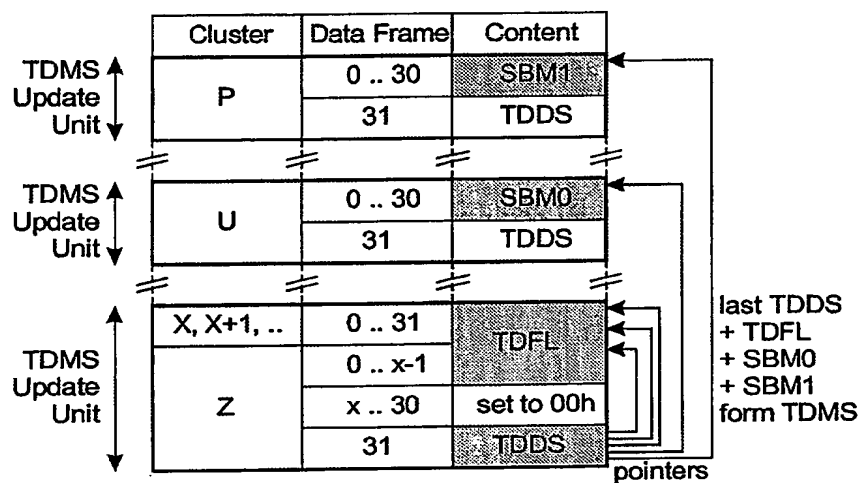 Cluster Data Frame Content
TDMS Update Unit
P
0 .. 30 SBM1
31 TDDS
TDMS Update Unit
U
0 .. 30 SBM0
31 TDDS
TDMS Update Unit
X, X+1, .. 0 .. 31
TDFL
0 .. x-1
Z
x .. 30 set to 00h
31 TDDS
last TDDS
+ TDFL
+ SBM0
+ SBM1
form TDMS
pointers